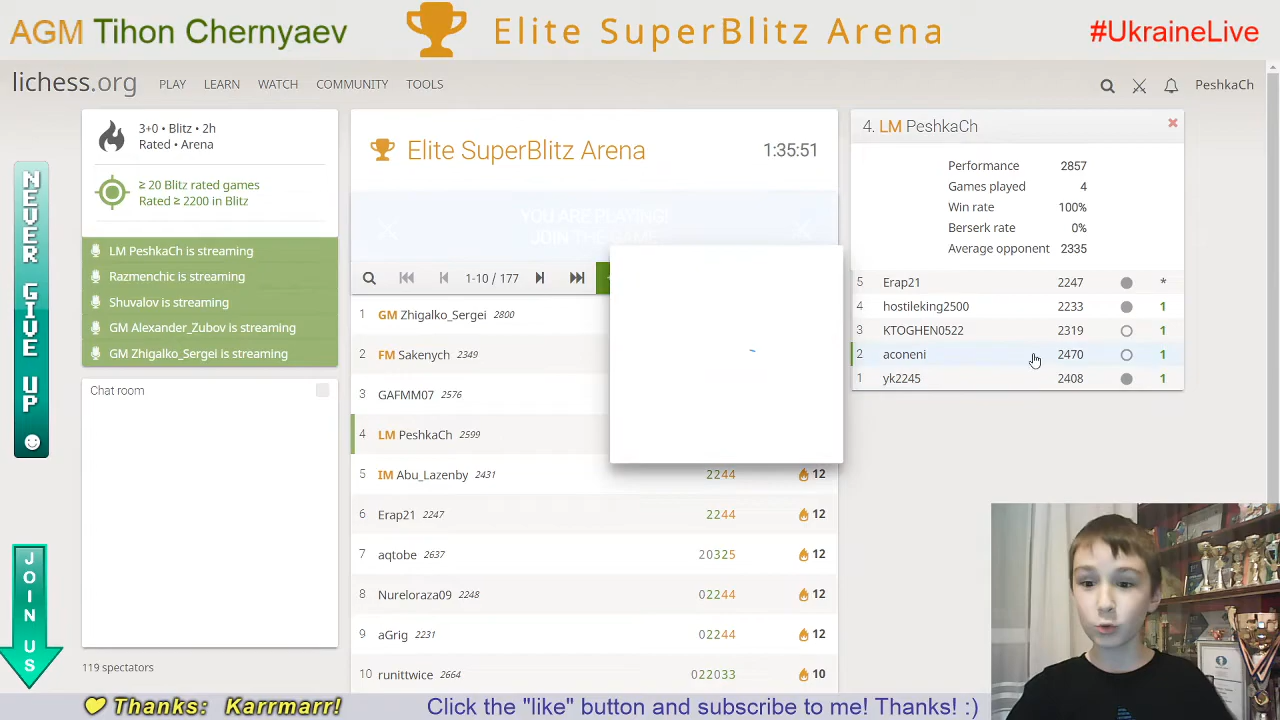 AGM Tihon Chernyaev
Elite SuperBlitz Arena
#UkraineLive
lichess.org
PLAY
LEARN
WATCH
COMMUNITY
TOOLS
PeshkaCh
NEVER GIVE UP
JOIN US
3+0 • Blitz • 2h
Rated • Arena
≥ 20 Blitz rated games
Rated ≥ 2200 in Blitz
LM PeshkaCh is streaming
Razmenchic is streaming
Shuvalov is streaming
GM Alexander_Zubov is streaming
GM Zhigalko_Sergei is streaming
Chat room
119 spectators
Elite SuperBlitz Arena 1:35:51
YOU ARE PLAYING!
JOIN THE GAME
1-10 / 177
1 GM Zhigalko_Sergei 2800
2 FM Sakenych 2349
3 GAFMM07 2576
4 LM PeshkaCh 2599
5 IM Abu_Lazenby 2431 2244 12
6 Erap21 2247 2244 12
7 aqtobe 2637 20325 12
8 Nureloraza09 2248 02244 12
9 aGrig 2231 02244 12
10 runittwice 2664 022033 10
4. LM PeshkaCh
Performance 2857
Games played 4
Win rate 100%
Berserk rate 0%
Average opponent 2335
5 Erap21 2247 *
4 hostileking2500 2233 1
3 KTOGHEN0522 2319 1
2 aconeni 2470 1
1 yk2245 2408 1
Thanks: Karrmarr!
Click the "like" button and subscribe to me! Thanks! :)